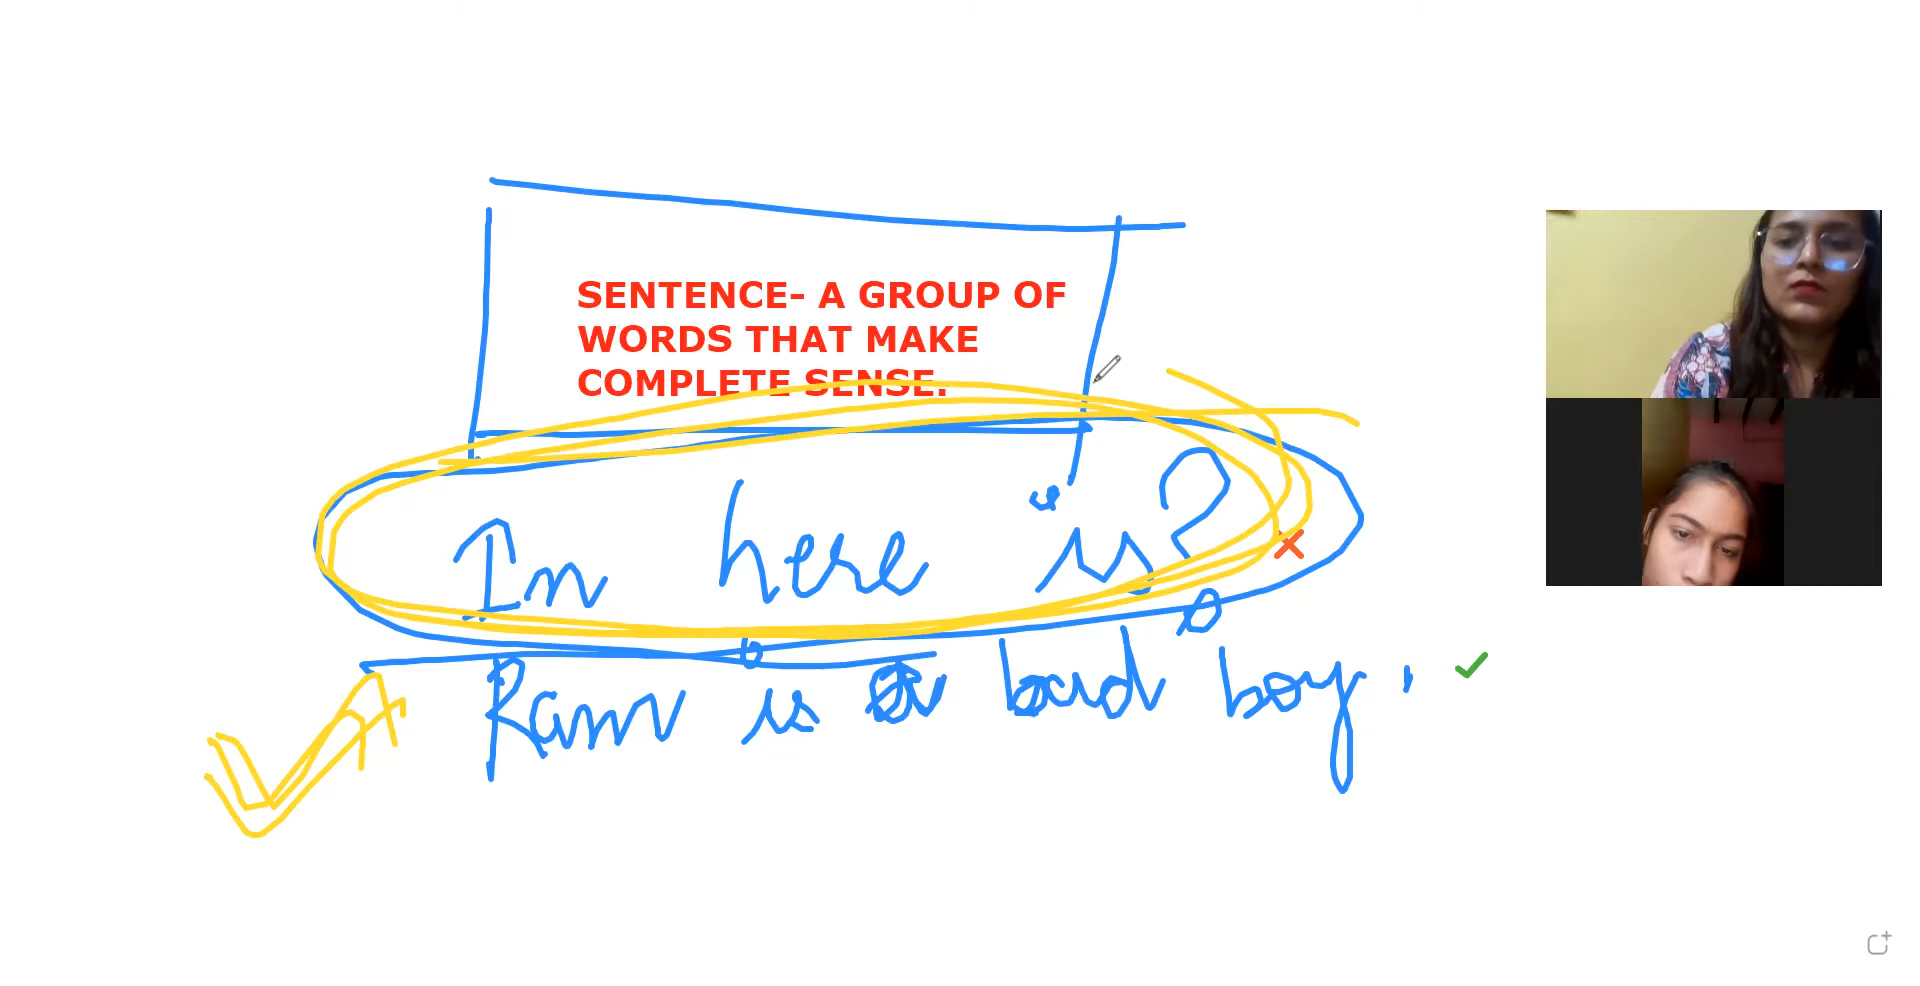 SENTENCE- A GROUP OF
WORDS THAT MAKE
COMPLETE SENSE.
In here is?
Ram is a bad boy.